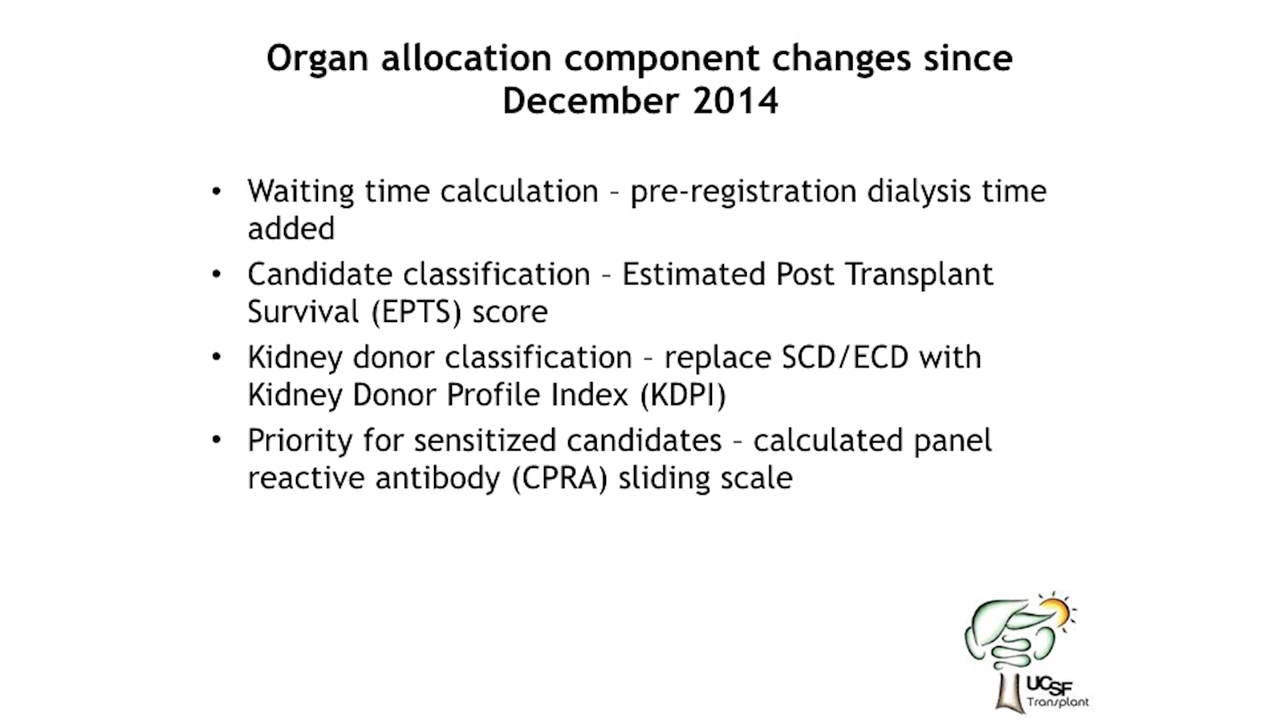 Organ allocation component changes since
December 2014
• Waiting time calculation – pre-registration dialysis time
added
• Candidate classification – Estimated Post Transplant
Survival (EPTS) score
• Kidney donor classification – replace SCD/ECD with
Kidney Donor Profile Index (KDPI)
• Priority for sensitized candidates – calculated panel
reactive antibody (CPRA) sliding scale
UCSF
Transplant